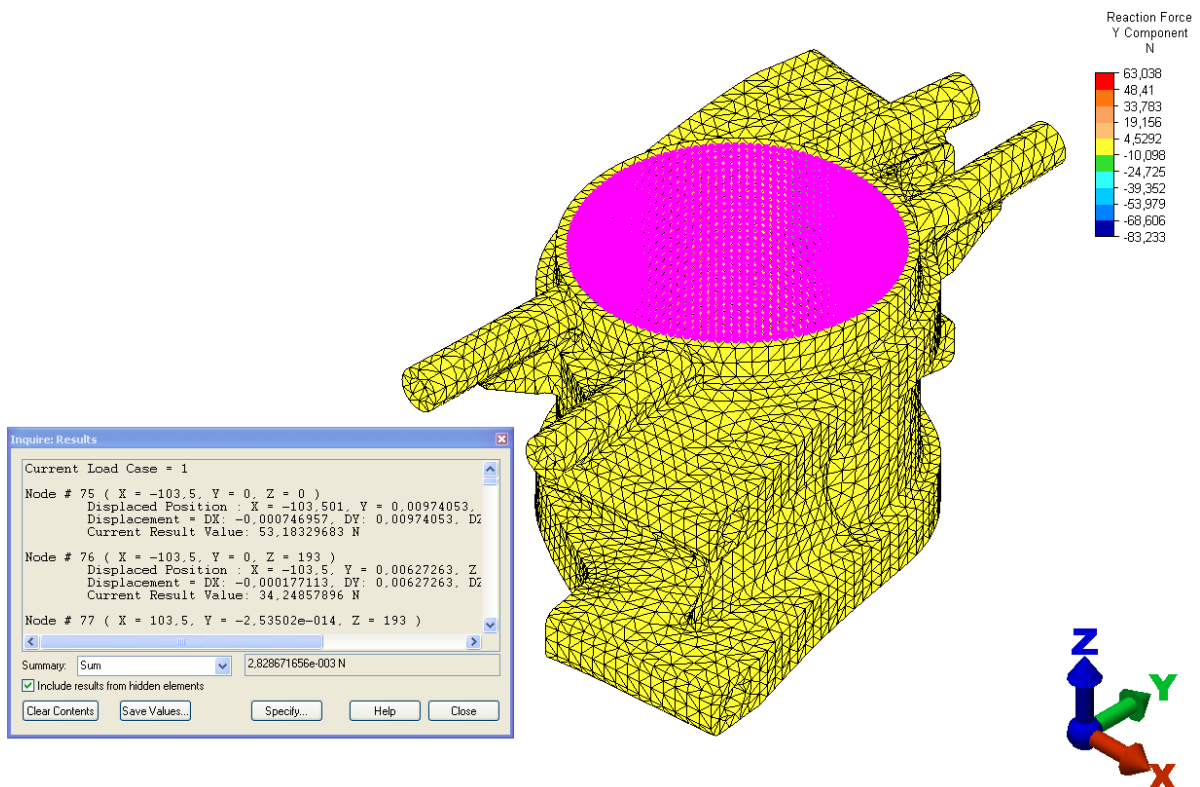 Reaction Force
Y Component
N
63,038
48,41
33,783
19,156
4,5292
-10,098
-24,725
-39,352
-53,979
-68,606
-83,233
Inquire: Results
Current Load Case = 1
Node # 75 ( X = -103,5, Y = 0, Z = 0 )
Displaced Position : X = -103,501, Y = 0,00974053,
Displacement = DX: -0,000746957, DY: 0,00974053, DZ
Current Result Value: 53,18329683 N
Node # 76 ( X = -103,5, Y = 0, Z = 193 )
Displaced Position : X = -103,5, Y = 0,00627263, Z
Displacement = DX: -0,000177113, DY: 0,00627263, DZ
Current Result Value: 34,24857896 N
Node # 77 ( X = 103,5, Y = -2,53502e-014, Z = 193 )
Summary: Sum 2,828671656e-003 N
Include results from hidden elements
Clear Contents Save Values... Specify... Help Close
Z
Y
X